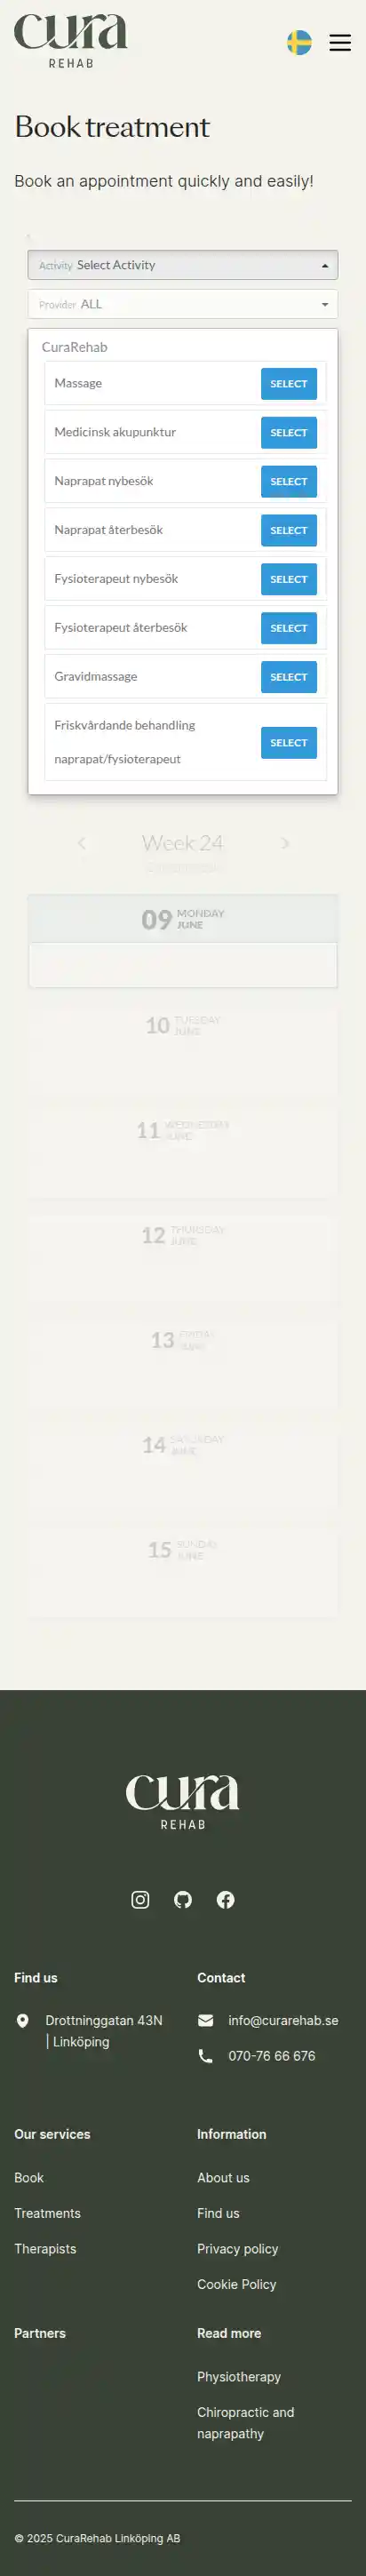 cura
REHAB
Book treatment
Book an appointment quickly and easily!
Activity Select Activity
Provider ALL
CuraRehab
Massage SELECT
Medicinsk akupunktur SELECT
Naprapat nybesök SELECT
Naprapat återbesök SELECT
Fysioterapeut nybesök SELECT
Fysioterapeut återbesök SELECT
Gravidmassage SELECT
Friskvårdande behandling
naprapat/fysioterapeut SELECT
Week 24
09 MONDAY
JUNE
10 TUESDAY
JUNE
11 WEDNESDAY
JUNE
12 THURSDAY
JUNE
13 FRIDAY
JUNE
14 SATURDAY
JUNE
15 SUNDAY
JUNE
cura
REHAB
Find us
Drottninggatan 43N
| Linköping
Contact
info@curarehab.se
070-76 66 676
Our services
Book
Treatments
Therapists
Information
About us
Find us
Privacy policy
Cookie Policy
Partners
Read more
Physiotherapy
Chiropractic and
naprapathy
© 2025 CuraRehab Linköping AB